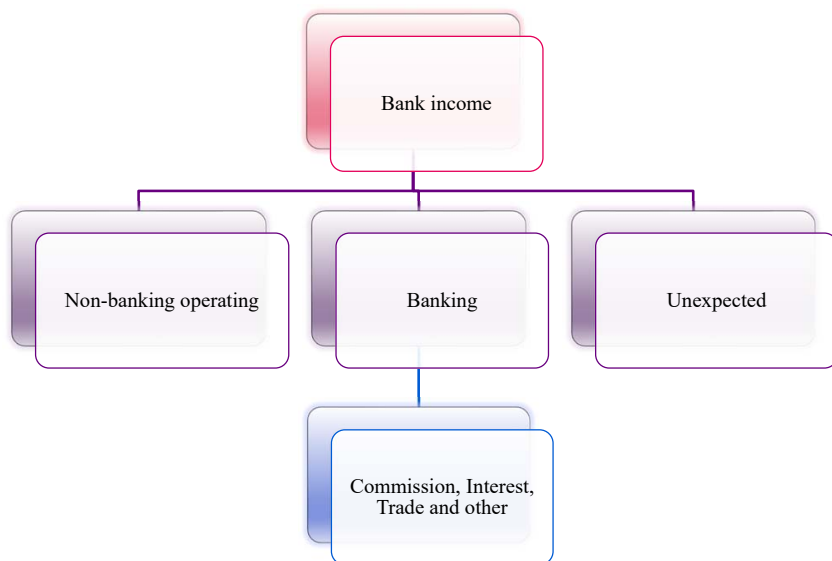 Bank income
Non-banking operating
Banking
Unexpected
Commission, Interest,
Trade and other